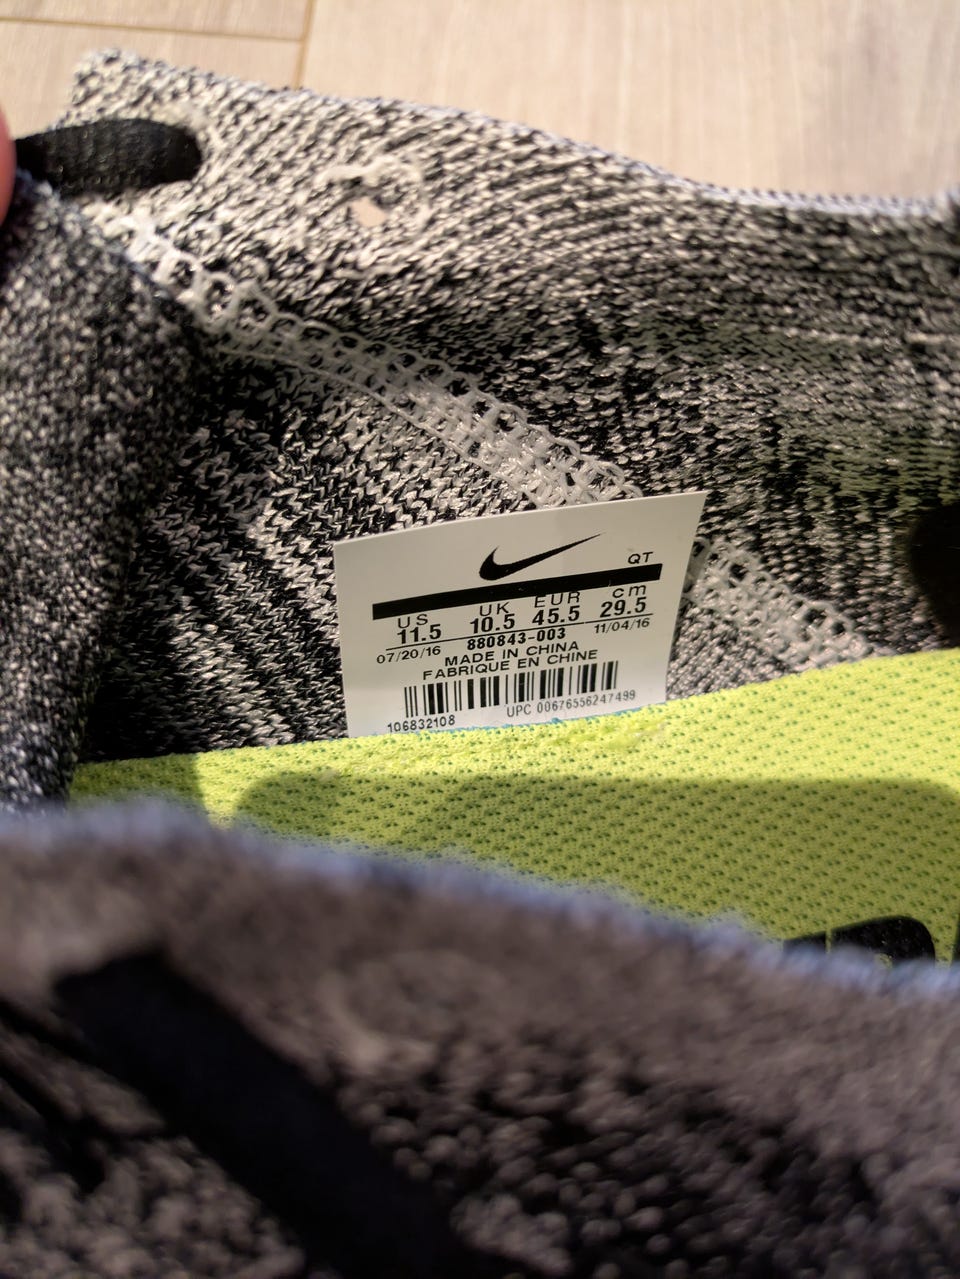 QT
US UK EUR cm
11.5 10.5 45.5 29.5
07/20/16 880843-003 11/04/16
MADE IN CHINA
FABRIQUE EN CHINE
106832108 UPC 00676556247499